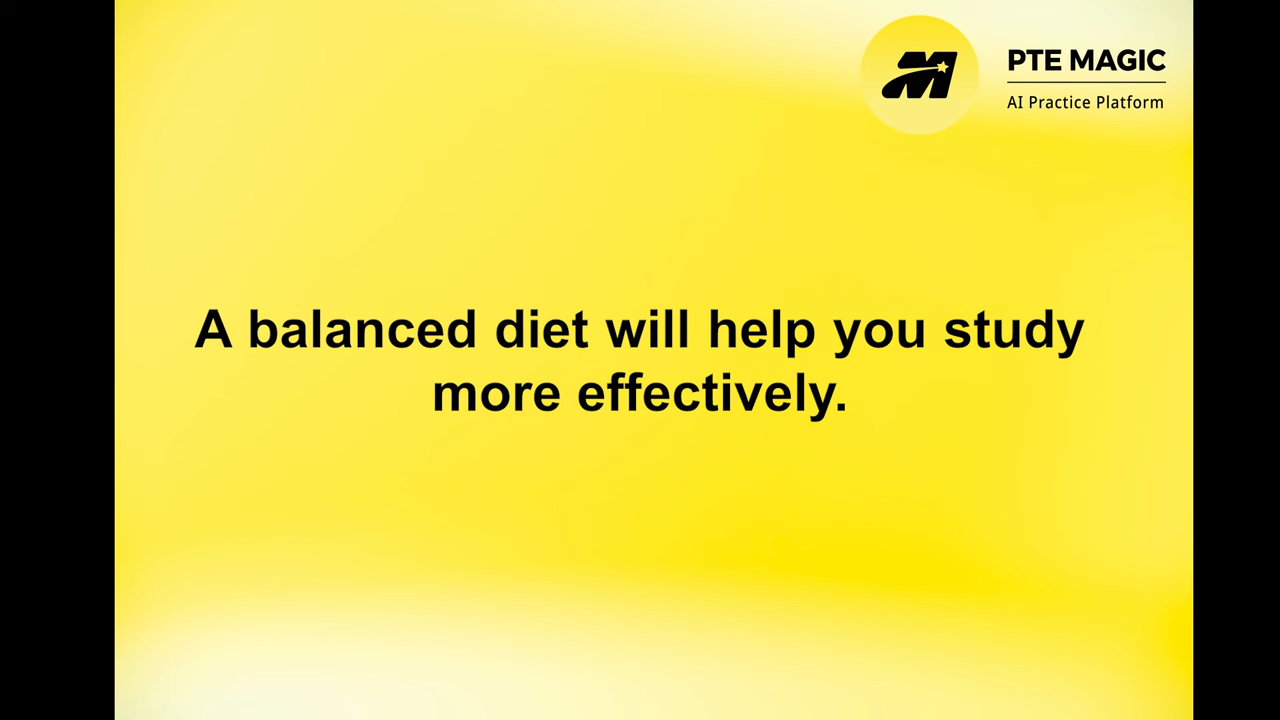 PTE MAGIC
AI Practice Platform
A balanced diet will help you study
more effectively.